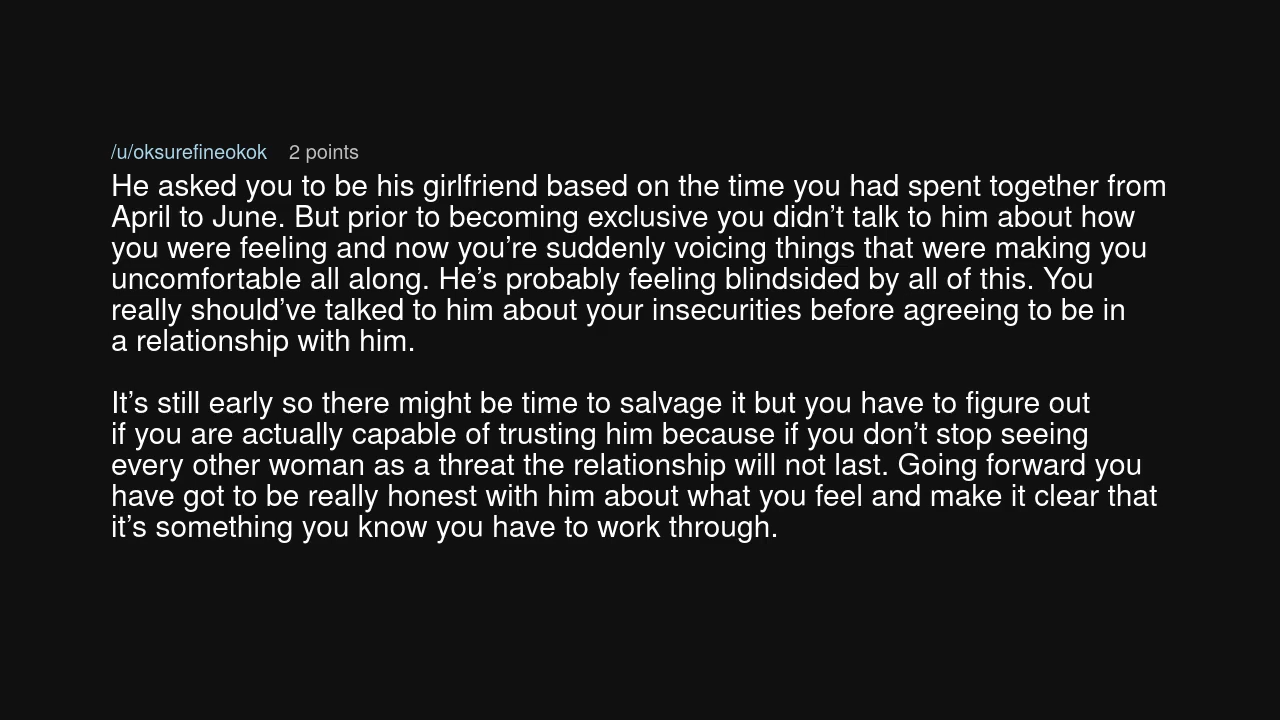 /u/oksurefineokok 2 points
He asked you to be his girlfriend based on the time you had spent together from
April to June. But prior to becoming exclusive you didn’t talk to him about how
you were feeling and now you’re suddenly voicing things that were making you
uncomfortable all along. He’s probably feeling blindsided by all of this. You
really should’ve talked to him about your insecurities before agreeing to be in
a relationship with him.
It’s still early so there might be time to salvage it but you have to figure out
if you are actually capable of trusting him because if you don’t stop seeing
every other woman as a threat the relationship will not last. Going forward you
have got to be really honest with him about what you feel and make it clear that
it’s something you know you have to work through.